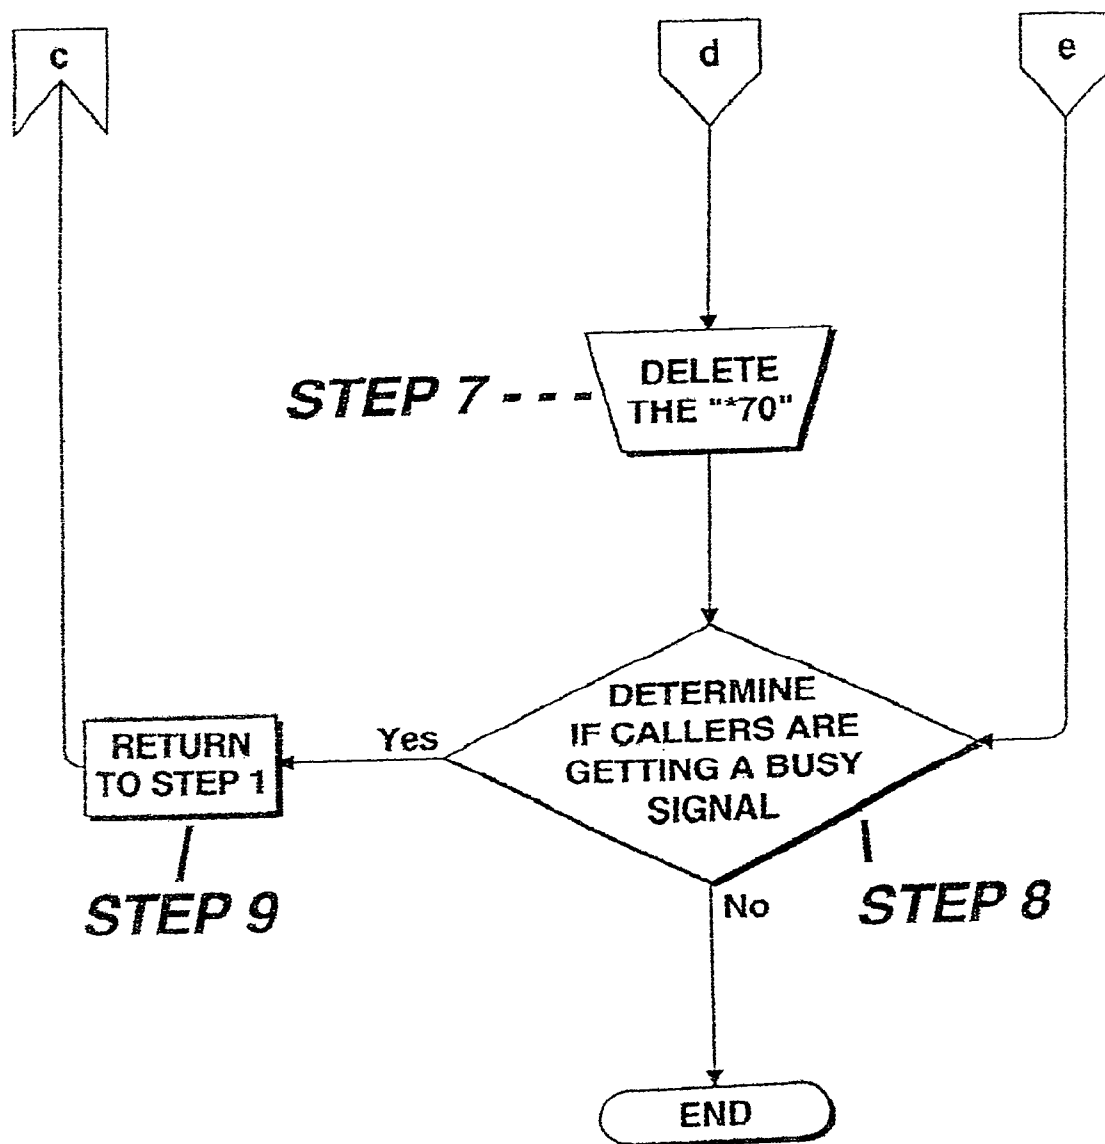 c
d
e
STEP 7 - - -
DELETE
THE "*70"
DETERMINE
IF CALLERS ARE
GETTING A BUSY
SIGNAL
Yes
RETURN
TO STEP 1
STEP 9
No
STEP 8
END